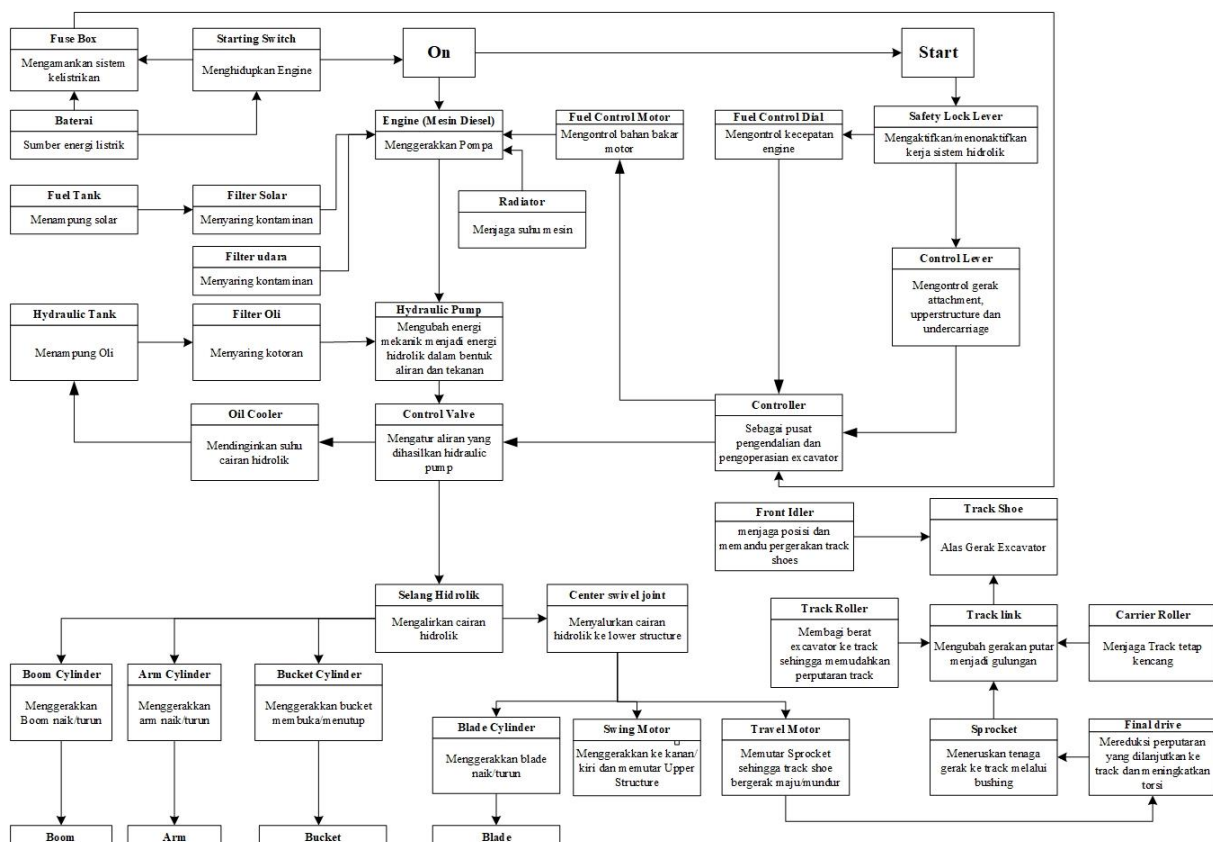 Fuse Box
Mengamankan sistem
kelistrikan
Starting Switch
Menghidupkan Engine
On
Start
Baterai
Sumber energi listrik
Engine (Mesin Diesel)
Menggerakkan Pompa
Fuel Control Motor
Mengontrol bahan bakar
motor
Fuel Control Dial
Mengontrol kecepatan
engine
Safety Lock Lever
Mengaktifkan/menonaktifkan
kerja sistem hidrolik
Fuel Tank
Menampung solar
Filter Solar
Menyaring kontaminan
Radiator
Menjaga suhu mesin
Filter udara
Menyaring kontaminan
Control Lever
Mengontrol gerak
attachment,
upperstructure dan
undercarriage
Hydraulic Tank
Menampung Oli
Filter Oli
Menyaring kotoran
Hydraulic Pump
Mengubah energi
mekanik menjadi energi
hidrolik dalam bentuk
aliran dan tekanan
Oil Cooler
Mendinginkan suhu
cairan hidrolik
Control Valve
Mengatur aliran yang
dihasilkan hidraulic
pump
Controller
Sebagai pusat
pengendalian dan
pengoperasian excavator
Front Idler
menjaga posisi dan
memandu pergerakan track
shoes
Track Shoe
Alas Gerak Excavator
Selang Hidrolik
Mengalirkan cairan
hidrolik
Center swivel joint
Menyalurkan cairan
hidrolik ke lower structure
Track Roller
Membagi berat
excavator ke track
sehingga memudahkan
perputaran track
Track link
Mengubah gerakan putar
menjadi gulungan
Carrier Roller
Menjaga Track tetap
kencang
Boom Cylinder
Menggerakkan
Boom naik/turun
Arm Cylinder
Menggerakkan
arm naik/turun
Bucket Cylinder
Menggerakkan bucket
membuka/menutup
Blade Cylinder
Menggerakkan blade
naik/turun
Swing Motor
Menggerakkan ke kanan/
kiri dan memutar Upper
Structure
Travel Motor
Memutar Sprocket
sehingga track shoe
bergerak maju/mundur
Sprocket
Meneruskan tenaga
gerak ke track melalui
bushing
Final drive
Mereduksi perputaran
yang dilanjutkan ke
track dan meningkatkan
torsi
Boom
Arm
Bucket
Blade